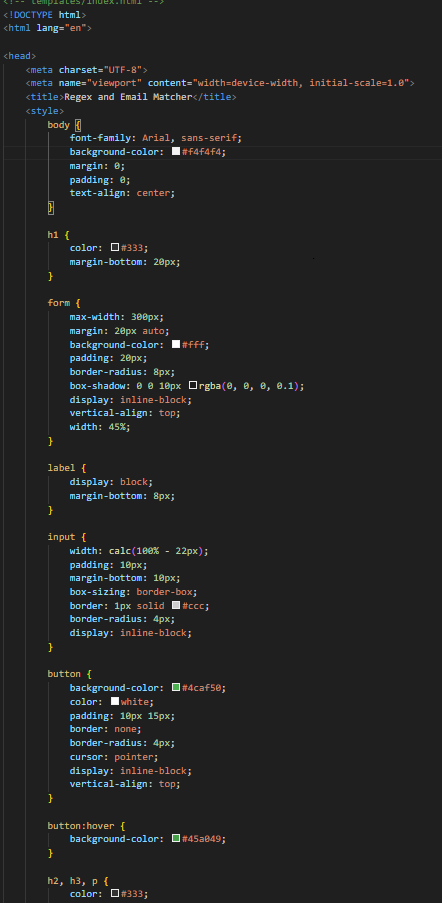 <!-- templates/index.html -->
<!DOCTYPE html>
<html lang="en">

<head>
    <meta charset="UTF-8">
    <meta name="viewport" content="width=device-width, initial-scale=1.0">
    <title>Regex and Email Matcher</title>
    <style>
        body {
            font-family: Arial, sans-serif;
            background-color: #f4f4f4;
            margin: 0;
            padding: 0;
            text-align: center;
        }

        h1 {
            color: #333;
            margin-bottom: 20px;
        }

        form {
            max-width: 300px;
            margin: 20px auto;
            background-color: #fff;
            padding: 20px;
            border-radius: 8px;
            box-shadow: 0 0 10px rgba(0, 0, 0, 0.1);
            display: inline-block;
            vertical-align: top;
            width: 45%;
        }

        label {
            display: block;
            margin-bottom: 8px;
        }

        input {
            width: calc(100% - 22px);
            padding: 10px;
            margin-bottom: 10px;
            box-sizing: border-box;
            border: 1px solid #ccc;
            border-radius: 4px;
            display: inline-block;
        }

        button {
            background-color: #4caf50;
            color: white;
            padding: 10px 15px;
            border: none;
            border-radius: 4px;
            cursor: pointer;
            display: inline-block;
            vertical-align: top;
        }

        button:hover {
            background-color: #45a049;
        }

        h2, h3, p {
            color: #333;